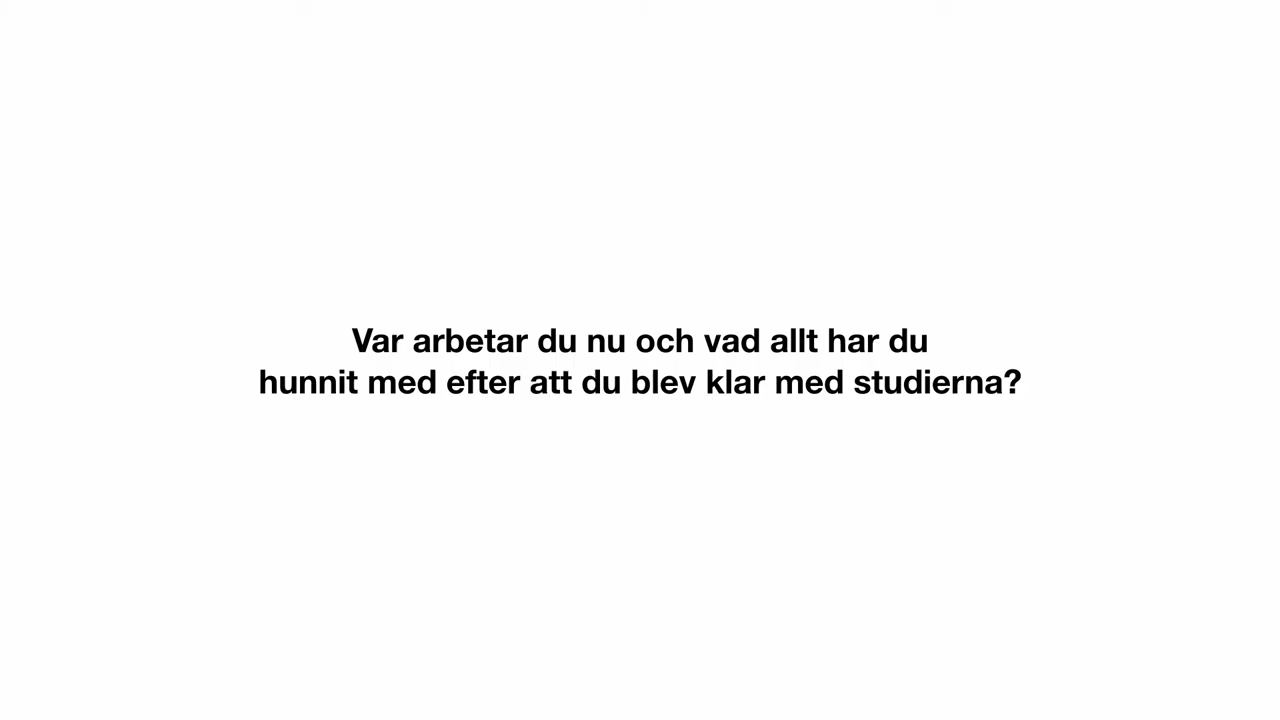 Var arbetar du nu och vad allt har du
hunnit med efter att du blev klar med studierna?